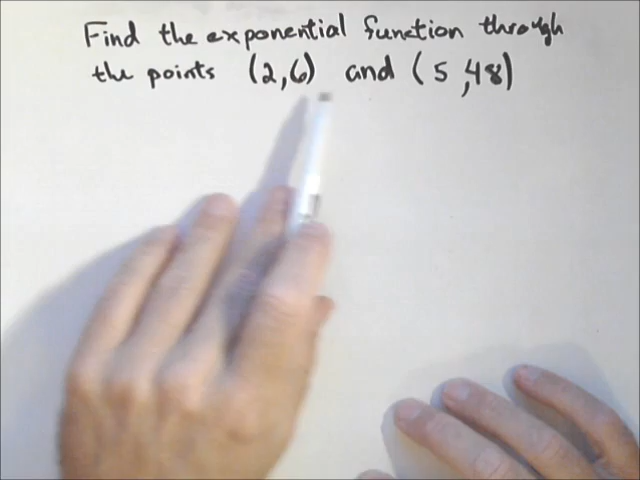 Find the exponential function through
the points (2,6) and (5,48)